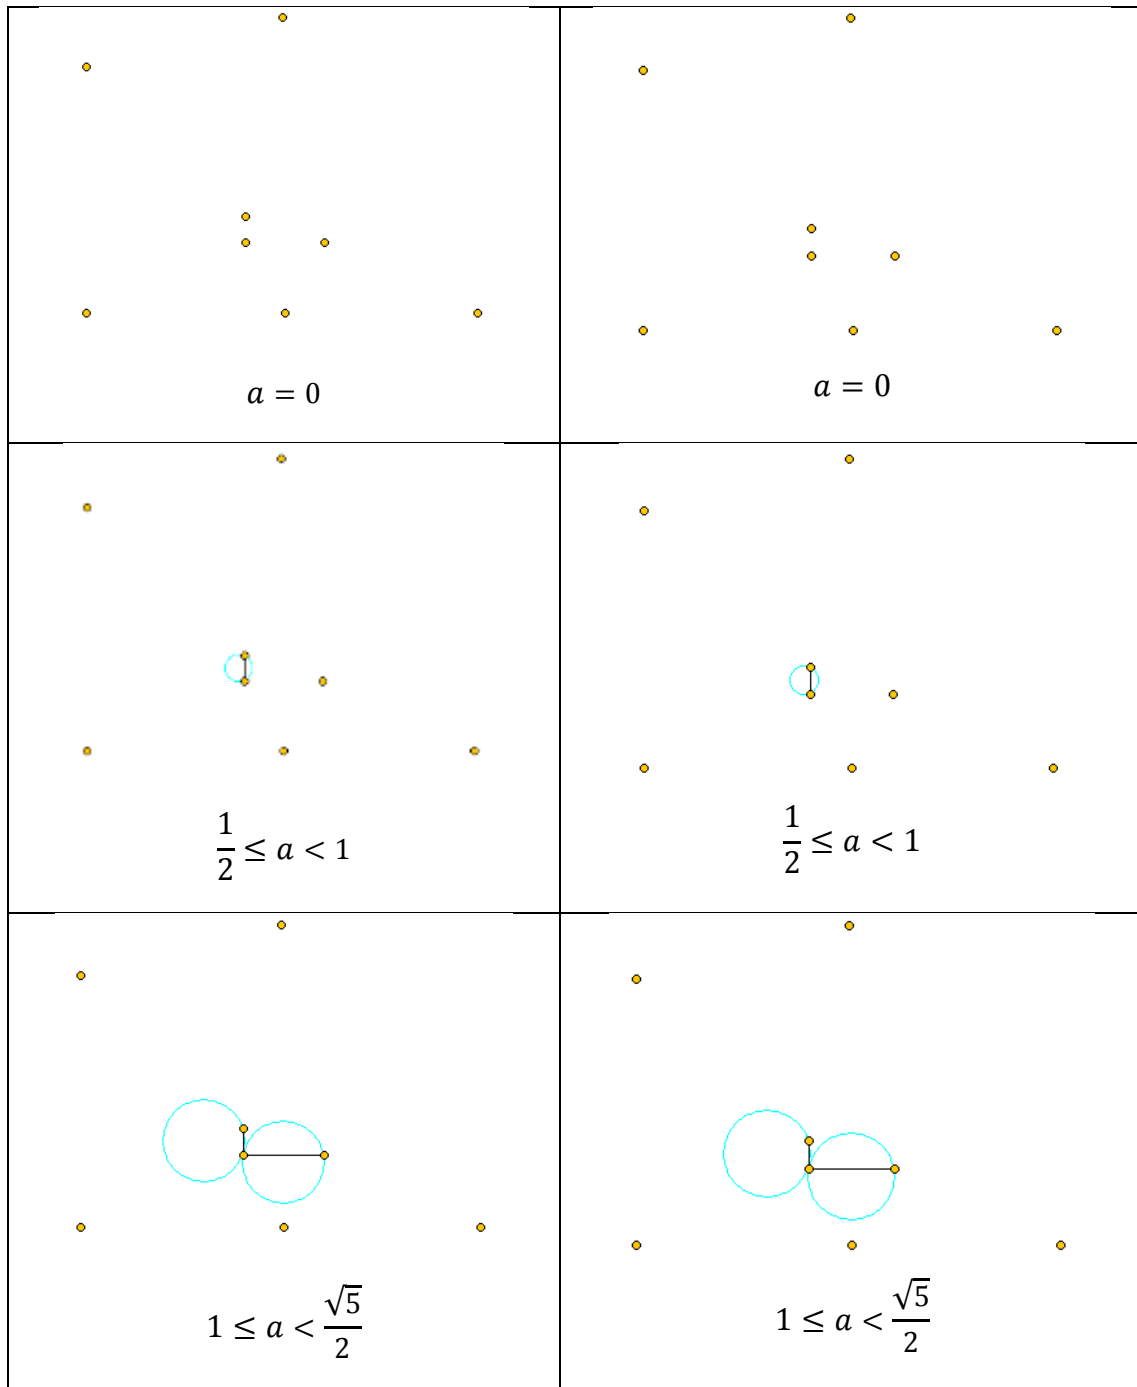 a = 0
a = 0
1/2 ≤ a < 1
1/2 ≤ a < 1
1 ≤ a < √5/2
1 ≤ a < √5/2